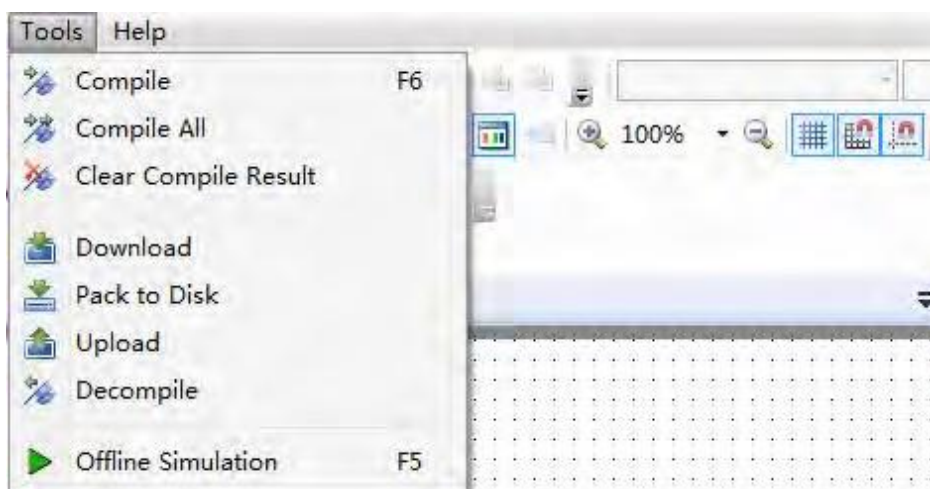 Tools Help
Compile F6
Compile All
100%
Clear Compile Result
Download
Pack to Disk
Upload
Decompile
Offline Simulation F5